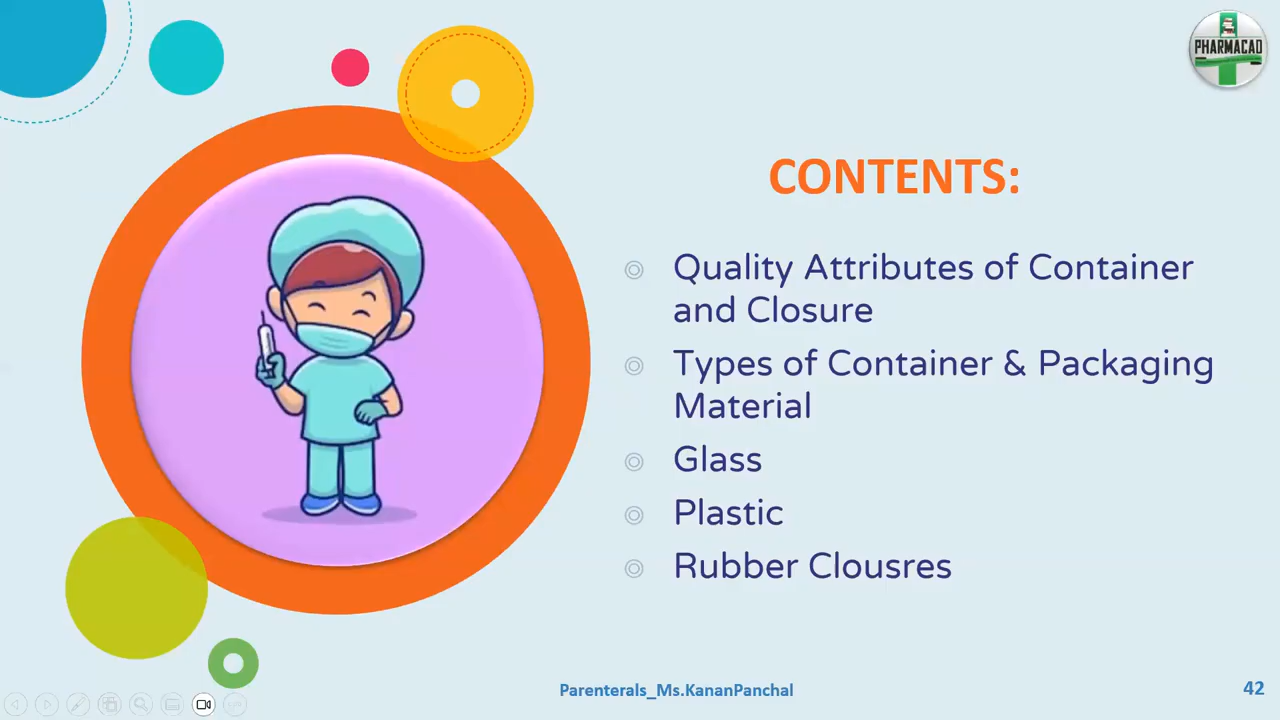 PHARMACAD
CONTENTS:
Quality Attributes of Container
and Closure
Types of Container & Packaging
Material
Glass
Plastic
Rubber Clousres
Parenterals_Ms.KananPanchal
42